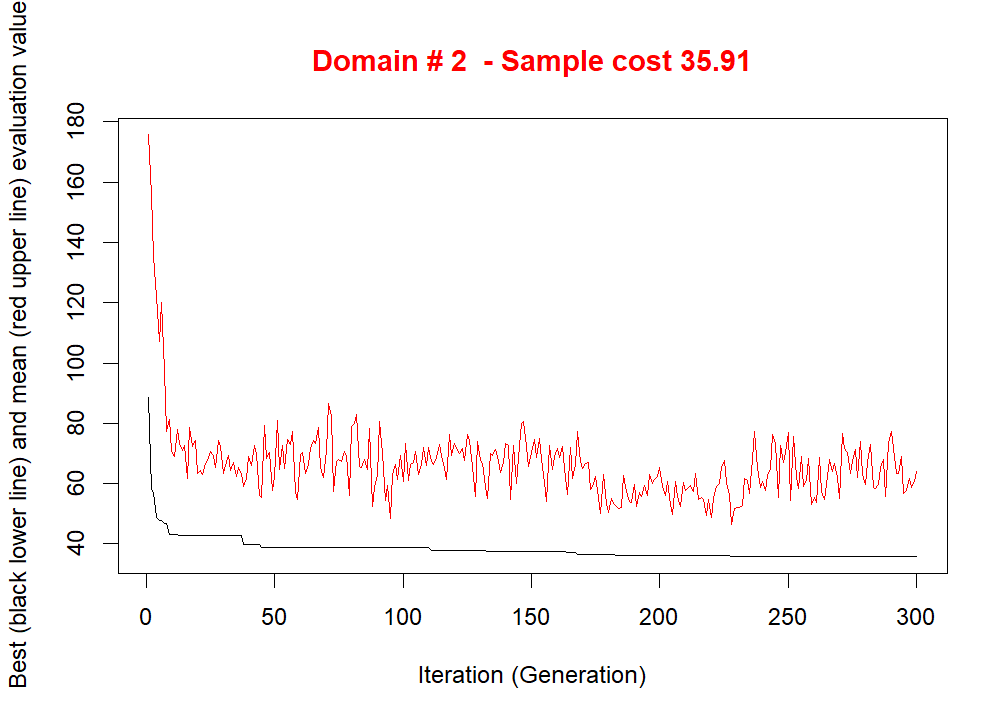 Domain # 2  - Sample cost 35.91
Best (black lower line) and mean (red upper line) evaluation value
180
160
140
120
100
80
60
40
0 50 100 150 200 250 300
Iteration (Generation)